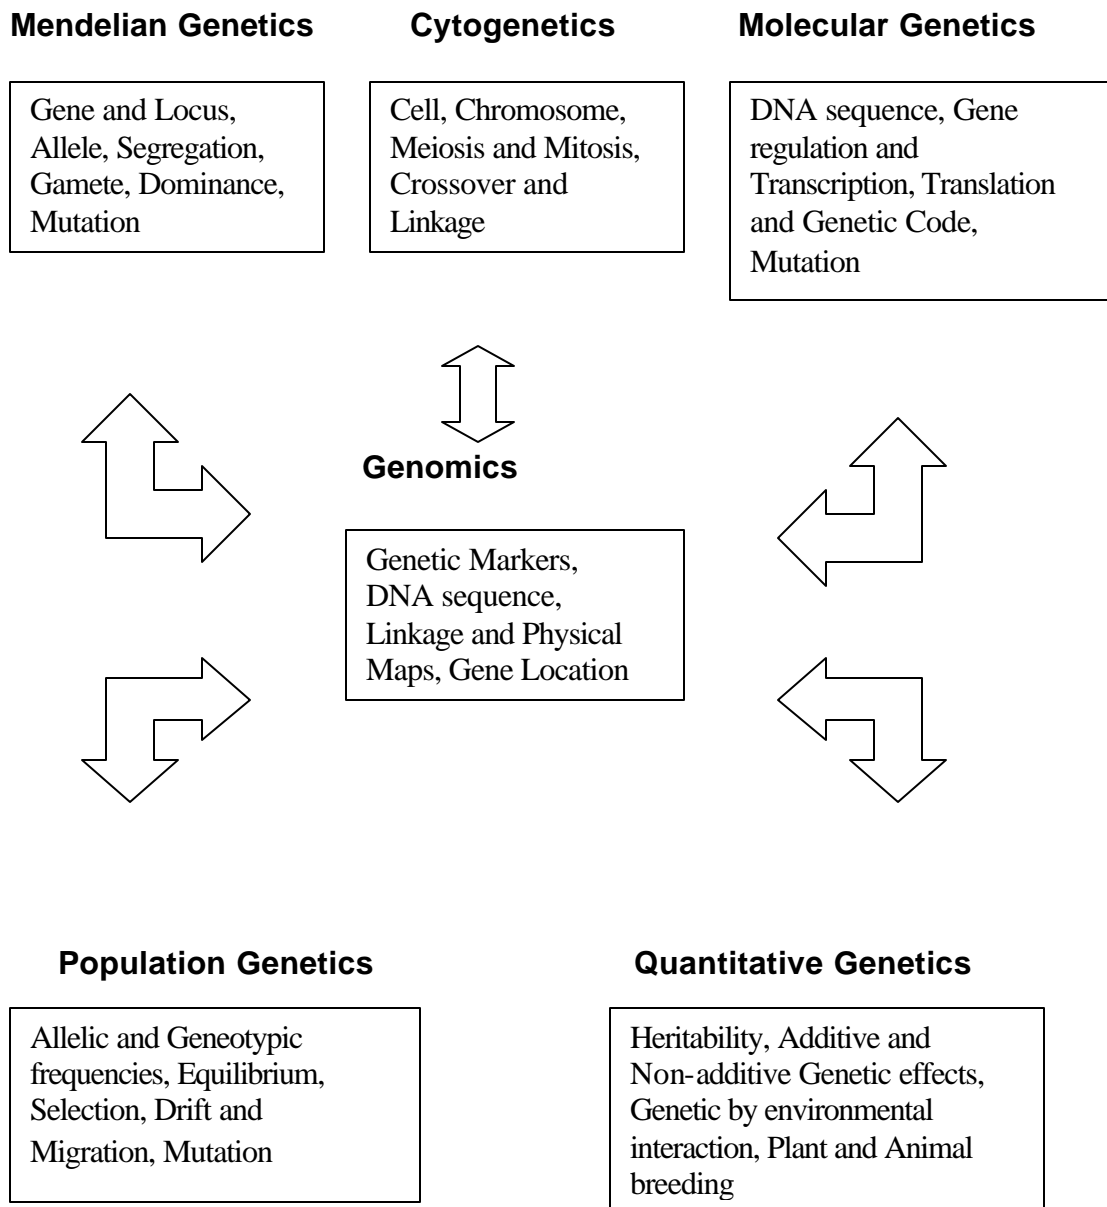 Mendelian Genetics
Cytogenetics
Molecular Genetics
Gene and Locus,
Allele, Segregation,
Gamete, Dominance,
Mutation
Cell, Chromosome,
Meiosis and Mitosis,
Crossover and
Linkage
DNA sequence, Gene
regulation and
Transcription, Translation
and Genetic Code,
Mutation
Genomics
Genetic Markers,
DNA sequence,
Linkage and Physical
Maps, Gene Location
Population Genetics
Quantitative Genetics
Allelic and Geneotypic
frequencies, Equilibrium,
Selection, Drift and
Migration, Mutation
Heritability, Additive and
Non-additive Genetic effects,
Genetic by environmental
interaction, Plant and Animal
breeding